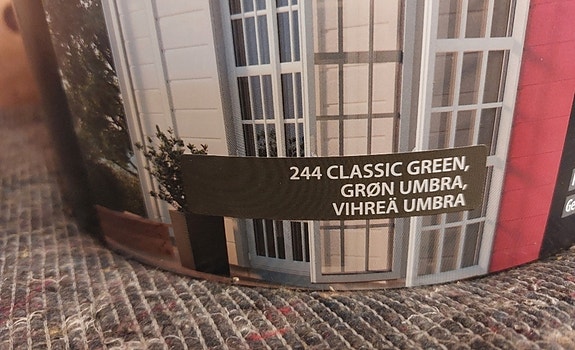 244 CLASSIC GREEN,
GRØN UMBRA,
VIHREÄ UMBRA